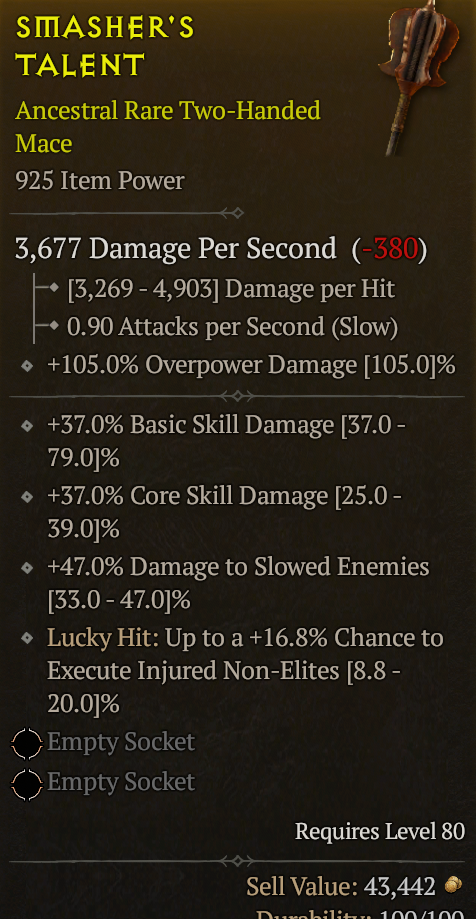 SMASHER'S
TALENT
Ancestral Rare Two-Handed
Mace
925 Item Power
3,677 Damage Per Second (-380)
[3,269 - 4,903] Damage per Hit
0.90 Attacks per Second (Slow)
+105.0% Overpower Damage [105.0]%
+37.0% Basic Skill Damage [37.0 -
79.0]%
+37.0% Core Skill Damage [25.0 -
39.0]%
+47.0% Damage to Slowed Enemies
[33.0 - 47.0]%
Lucky Hit: Up to a +16.8% Chance to
Execute Injured Non-Elites [8.8 -
20.0]%
Empty Socket
Empty Socket
Requires Level 80
Sell Value: 43,442
Durability: 100/100